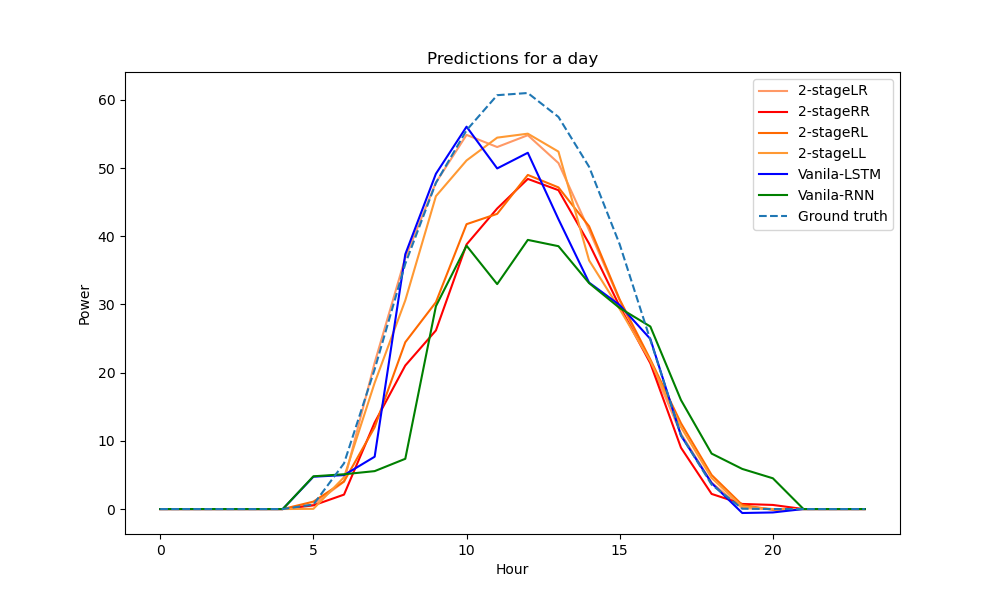 Predictions for a day
60
50
40
30
20
10
0
Power
0 5 10 15 20
Hour
2-stageLR
2-stageRR
2-stageRL
2-stageLL
Vanila-LSTM
Vanila-RNN
Ground truth